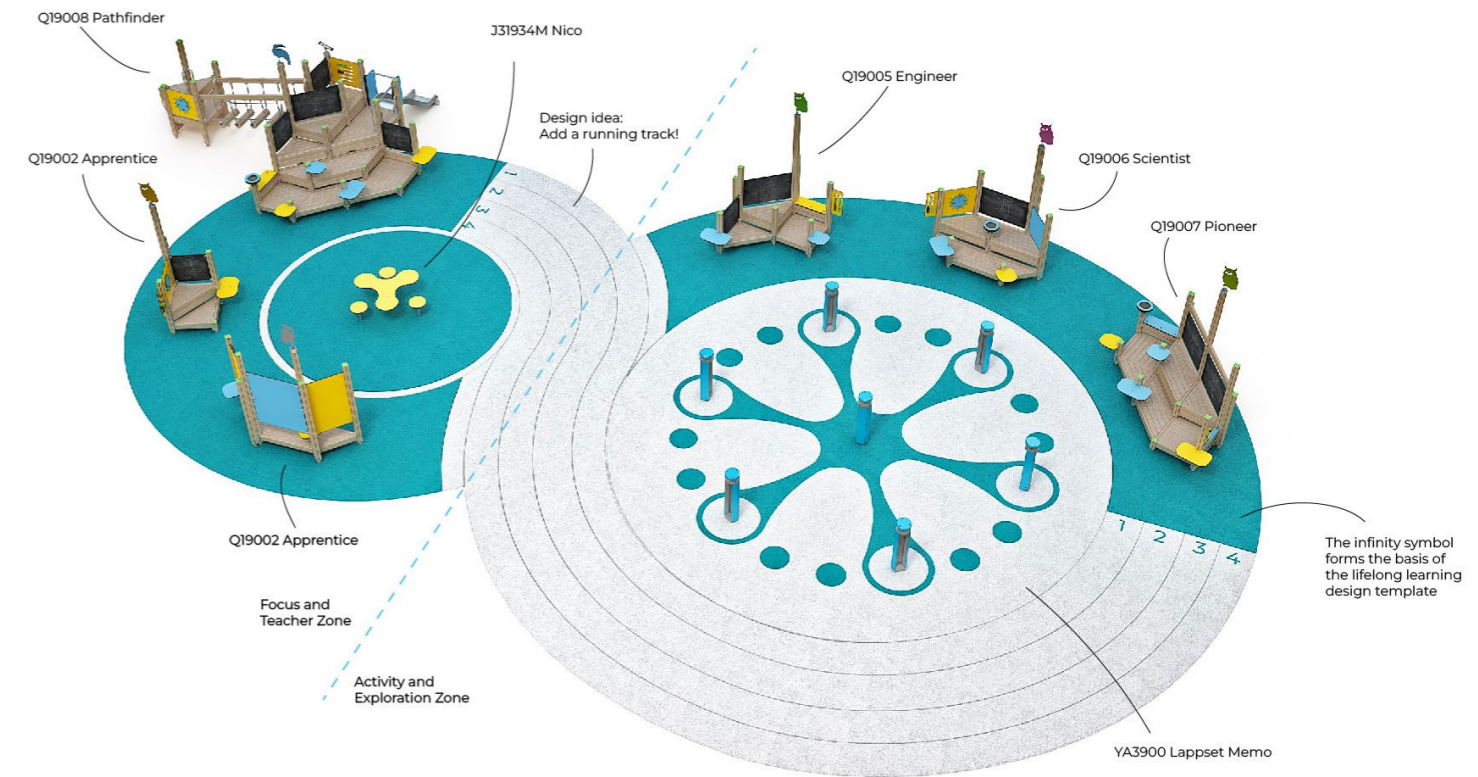 Q19008 Pathfinder
J31934M Nico
Design idea:
Add a running track!
Q19002 Apprentice
Q19005 Engineer
Q19006 Scientist
Q19007 Pioneer
1
2
3
4
Q19002 Apprentice
Focus and
Teacher Zone
Activity and
Exploration Zone
1 2 3 4
The infinity symbol
forms the basis of
the lifelong learning
design template
YA3900 Lappset Memo